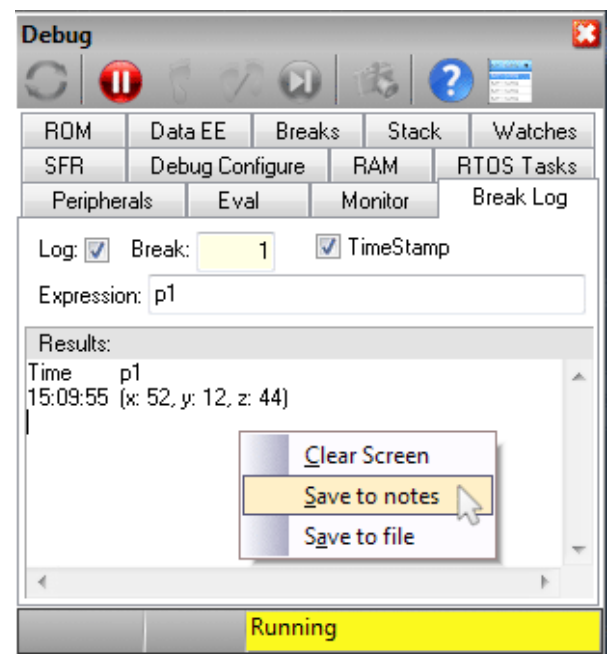 Debug
ROM Data EE Breaks Stack Watches
SFR Debug Configure RAM RTOS Tasks
Peripherals Eval Monitor Break Log
Log: Break: 1 TimeStamp
Expression: p1
Results:
Time p1
15:09:55 (x: 52, y: 12, z: 44)
Clear Screen
Save to notes
Save to file
Running